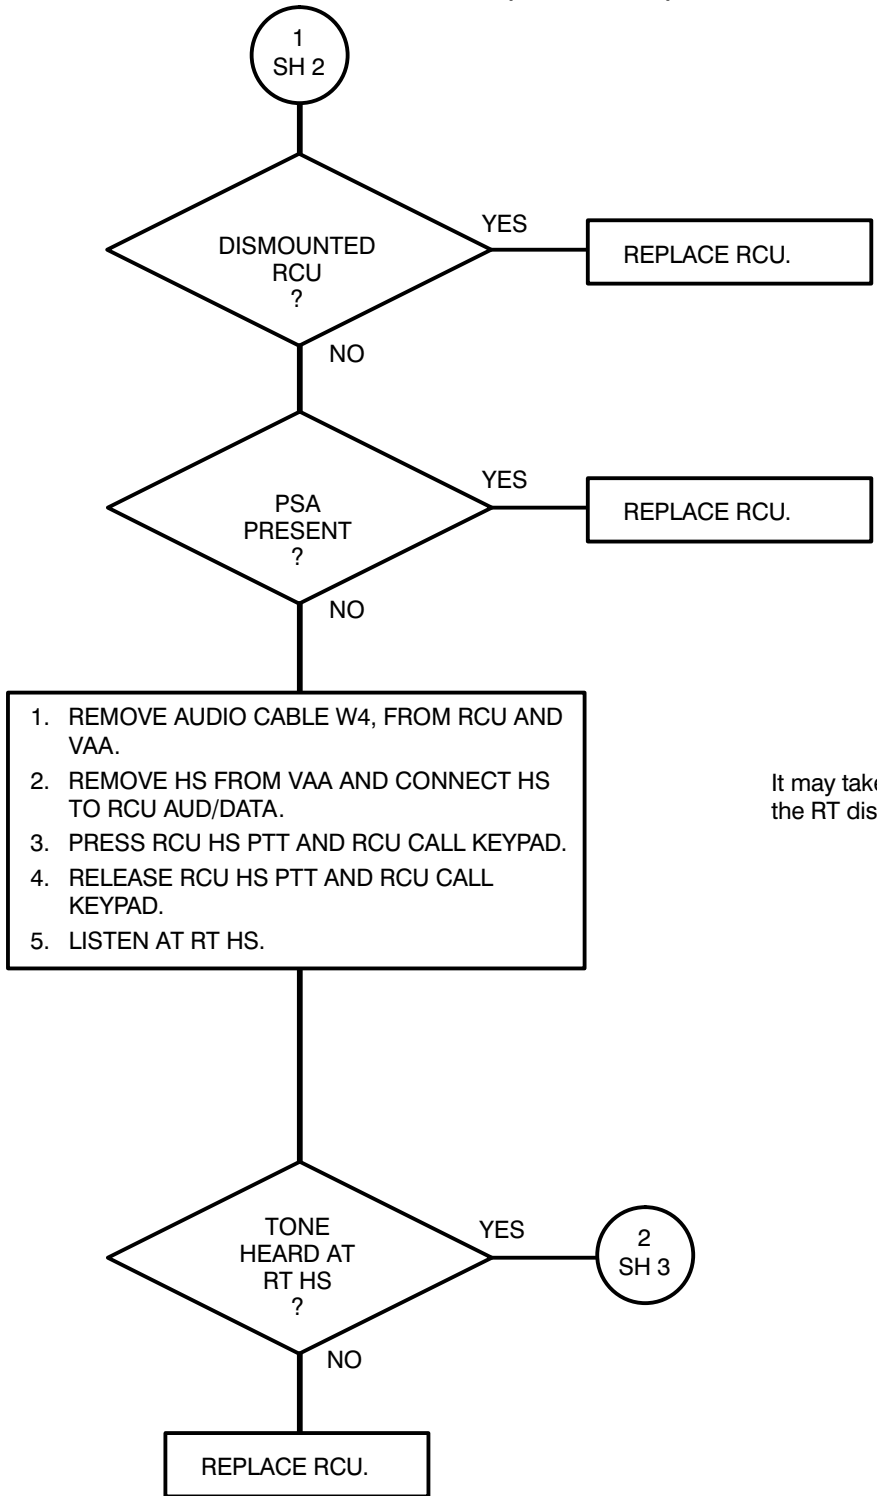 1
SH 2
DISMOUNTED
RCU
?
YES
REPLACE RCU.
NO
PSA
PRESENT
?
YES
REPLACE RCU.
NO
1. REMOVE AUDIO CABLE W4, FROM RCU AND
VAA.
2. REMOVE HS FROM VAA AND CONNECT HS
TO RCU AUD/DATA.
3. PRESS RCU HS PTT AND RCU CALL KEYPAD.
4. RELEASE RCU HS PTT AND RCU CALL
KEYPAD.
5. LISTEN AT RT HS.
It may take
the RT dis
TONE
HEARD AT
RT HS
?
YES
2
SH 3
NO
REPLACE RCU.